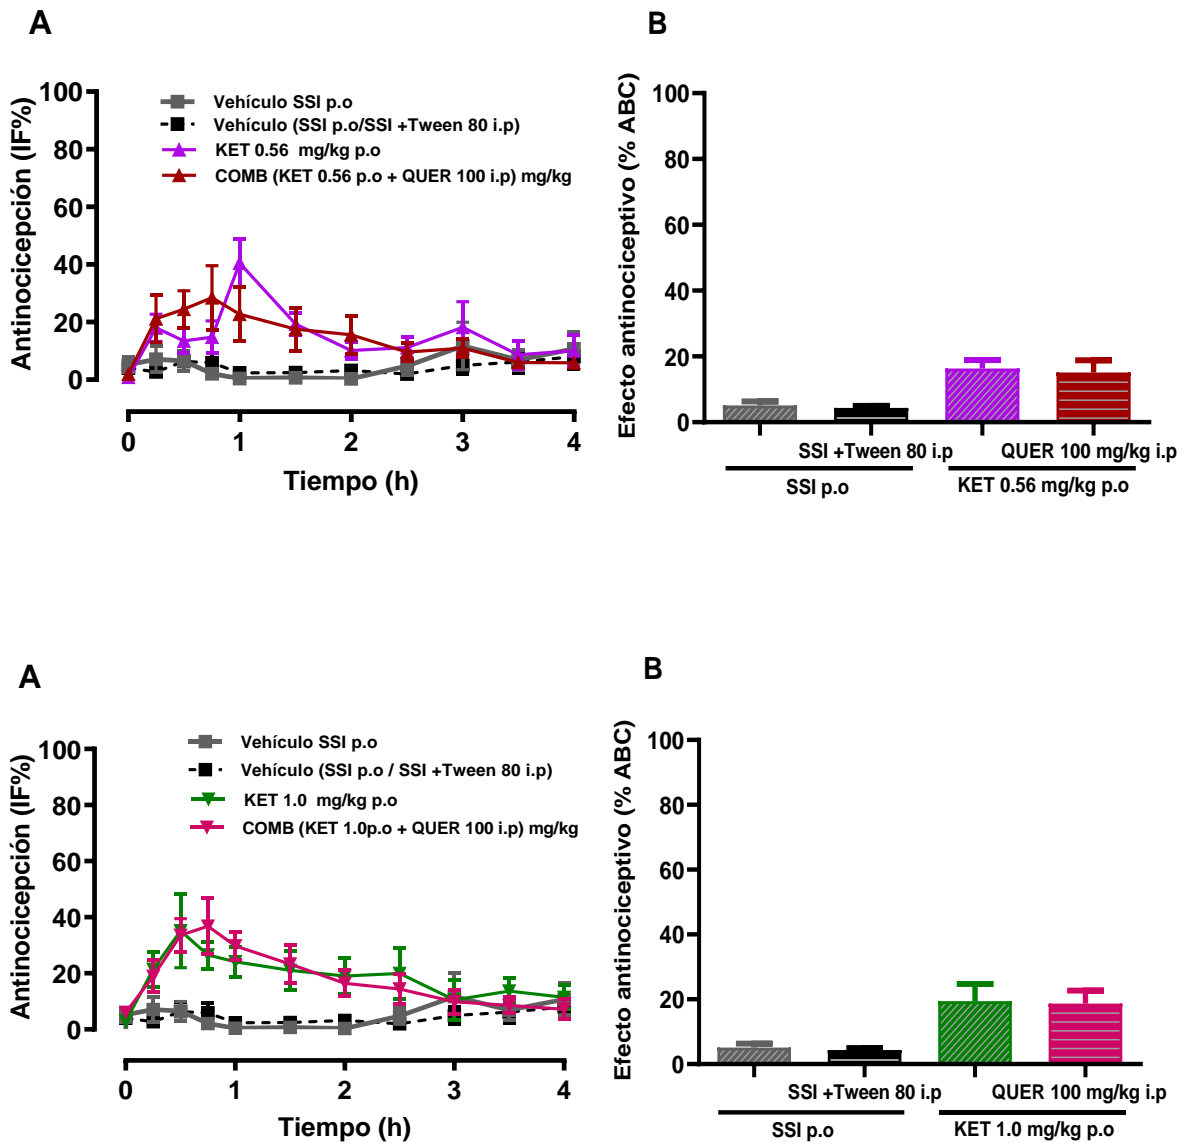 A
Antinocicepción (IF%)
100
80
60
40
20
0
Vehículo SSI p.o
Vehículo (SSI p.o/SSI +Tween 80 i.p)
KET 0.56 mg/kg p.o
COMB (KET 0.56 p.o + QUER 100 i.p) mg/kg
0 1 2 3 4
Tiempo (h)
B
Efecto antinociceptivo (% ABC)
100
80
60
40
20
0
SSI +Tween 80 i.p QUER 100 mg/kg i.p
SSI p.o KET 0.56 mg/kg p.o
A
Antinocicepción (IF%)
100
80
60
40
20
0
Vehículo SSI p.o
Vehículo (SSI p.o / SSI +Tween 80 i.p)
KET 1.0 mg/kg p.o
COMB (KET 1.0p.o + QUER 100 i.p) mg/kg
0 1 2 3 4
Tiempo (h)
B
Efecto antinociceptivo (% ABC)
100
80
60
40
20
0
SSI +Tween 80 i.p QUER 100 mg/kg i.p
SSI p.o KET 1.0 mg/kg p.o